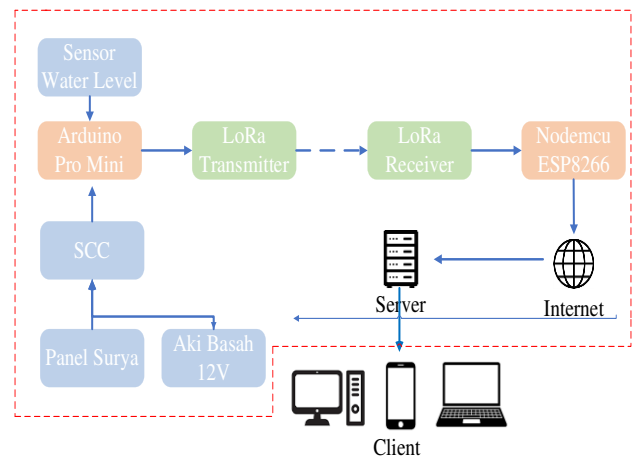 Sensor
Water Level
Arduino
Pro Mini
LoRa
Transmitter
LoRa
Receiver
Nodemcu
ESP8266
SCC
Server
Internet
Panel Surya
Aki Basah
12V
Client